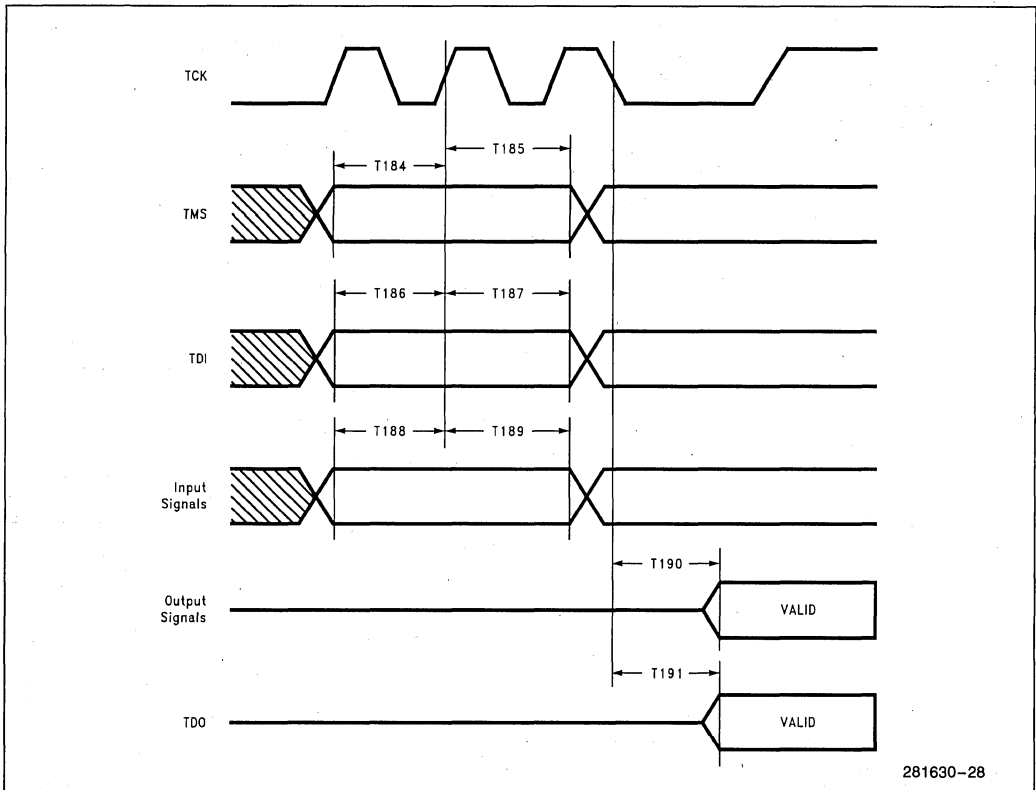 TCK
T185
T184
TMS
T186
T187
TDI
T188
T189
Input
Signals
T190
Output
Signals
VALID
T191
TDO
VALID
281630-28